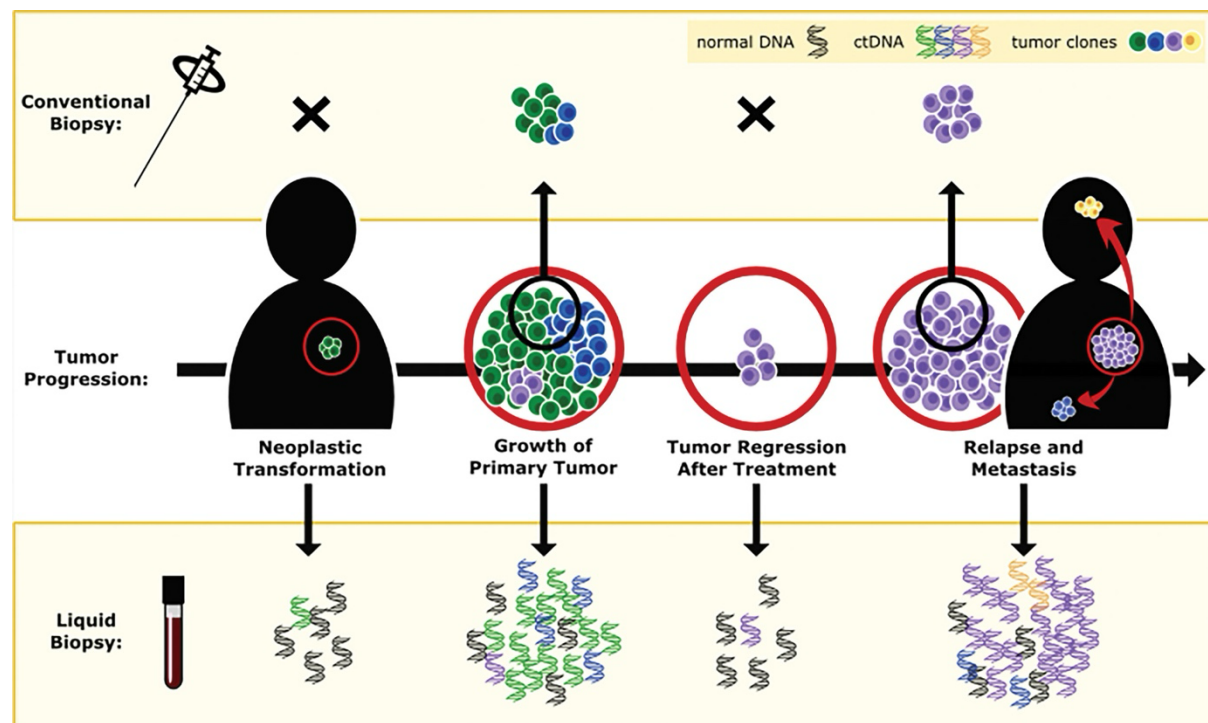 normal DNA ctDNA tumor clones
Conventional
Biopsy:
Tumor
Progression:
Neoplastic
Transformation
Growth of
Primary Tumor
Tumor Regression
After Treatment
Relapse and
Metastasis
Liquid
Biopsy: